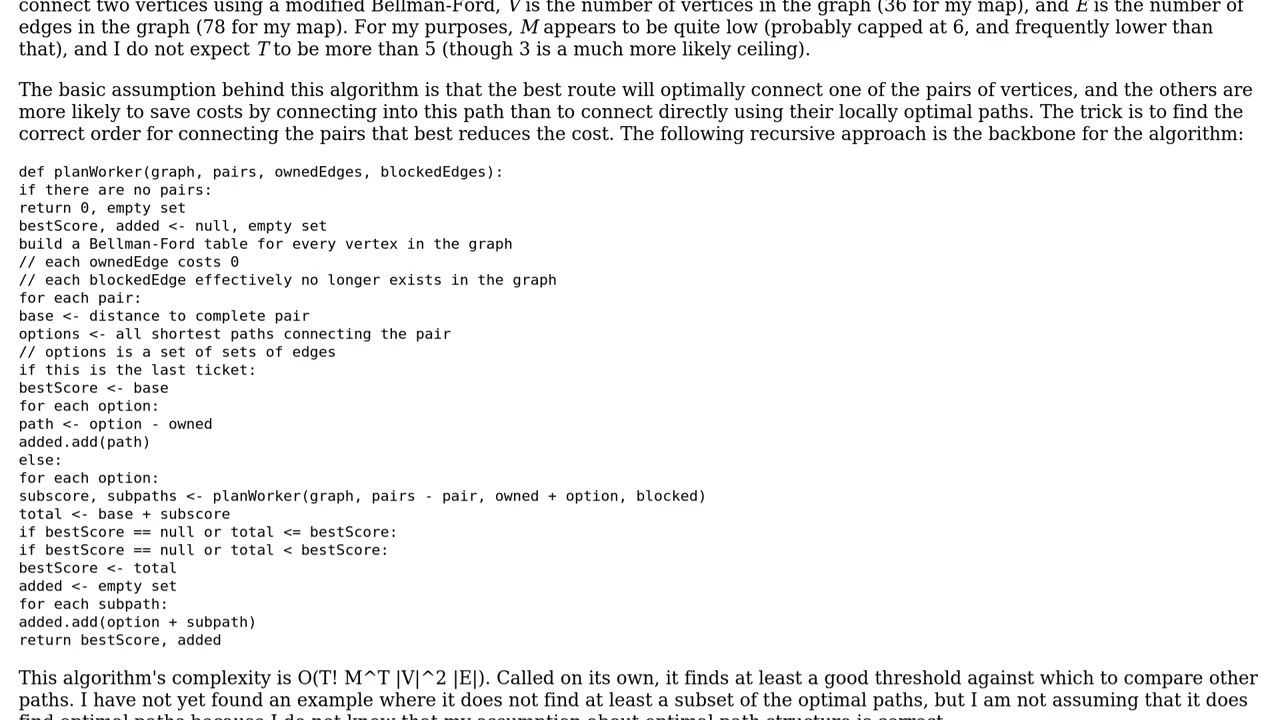 connect two vertices using a modified Bellman-Ford, V is the number of vertices in the graph (36 for my map), and E is the number of
edges in the graph (78 for my map). For my purposes, M appears to be quite low (probably capped at 6, and frequently lower than
that), and I do not expect T to be more than 5 (though 3 is a much more likely ceiling).
The basic assumption behind this algorithm is that the best route will optimally connect one of the pairs of vertices, and the others are
more likely to save costs by connecting into this path than to connect directly using their locally optimal paths. The trick is to find the
correct order for connecting the pairs that best reduces the cost. The following recursive approach is the backbone for the algorithm:
def planWorker(graph, pairs, ownedEdges, blockedEdges):
if there are no pairs:
return 0, empty set
bestScore, added <- null, empty set
build a Bellman-Ford table for every vertex in the graph
// each ownedEdge costs 0
// each blockedEdge effectively no longer exists in the graph
for each pair:
base <- distance to complete pair
options <- all shortest paths connecting the pair
// options is a set of sets of edges
if this is the last ticket:
bestScore <- base
for each option:
path <- option - owned
added.add(path)
else:
for each option:
subscore, subpaths <- planWorker(graph, pairs - pair, owned + option, blocked)
total <- base + subscore
if bestScore == null or total <= bestScore:
if bestScore == null or total < bestScore:
bestScore <- total
added <- empty set
for each subpath:
added.add(option + subpath)
return bestScore, added
This algorithm's complexity is O(T! M^T |V|^2 |E|). Called on its own, it finds at least a good threshold against which to compare other
paths. I have not yet found an example where it does not find at least a subset of the optimal paths, but I am not assuming that it does
find optimal paths because I do not know that my assumption about optimal path structure is correct.